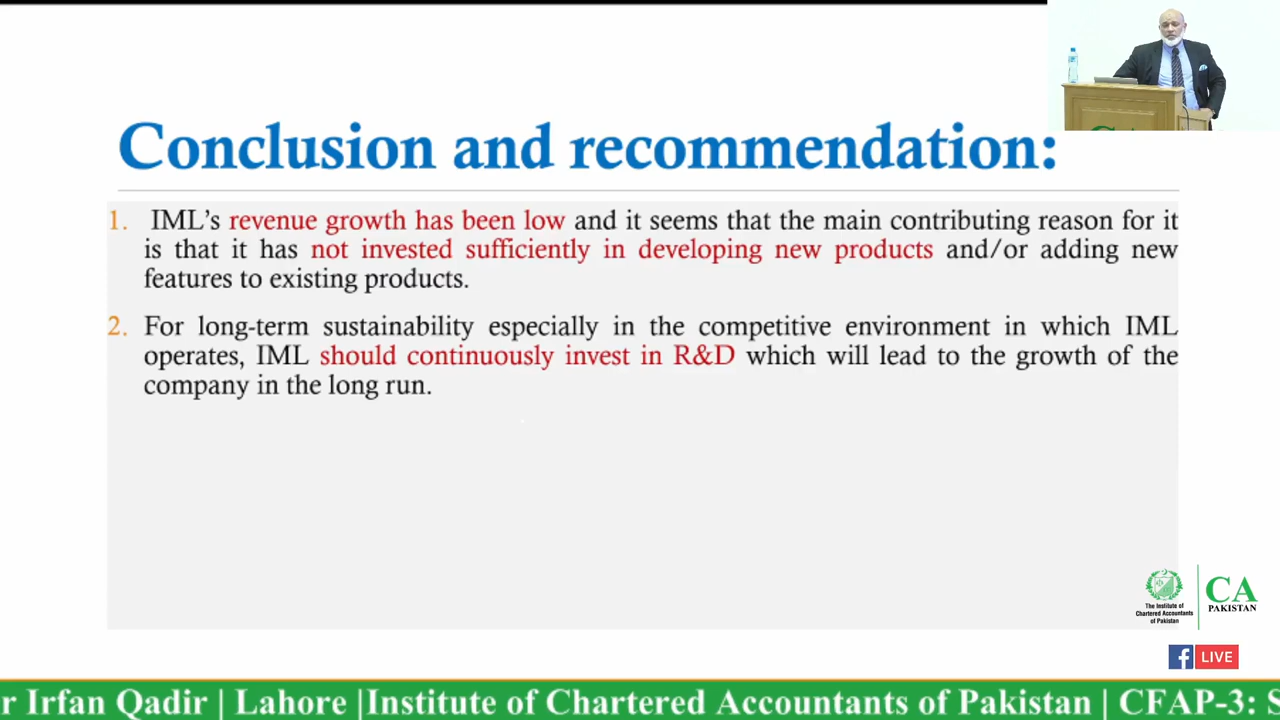 Conclusion and recommendation:
1. IML's revenue growth has been low and it seems that the main contributing reason for it
is that it has not invested sufficiently in developing new products and/or adding new
features to existing products.
2. For long-term sustainability especially in the competitive environment in which IML
operates, IML should continuously invest in R&D which will lead to the growth of the
company in the long run.
The Institute of
Chartered Accountants
of Pakistan
CA
PAKISTAN
LIVE
r Irfan Qadir | Lahore |Institute of Chartered Accountants of Pakistan | CFAP-3: S